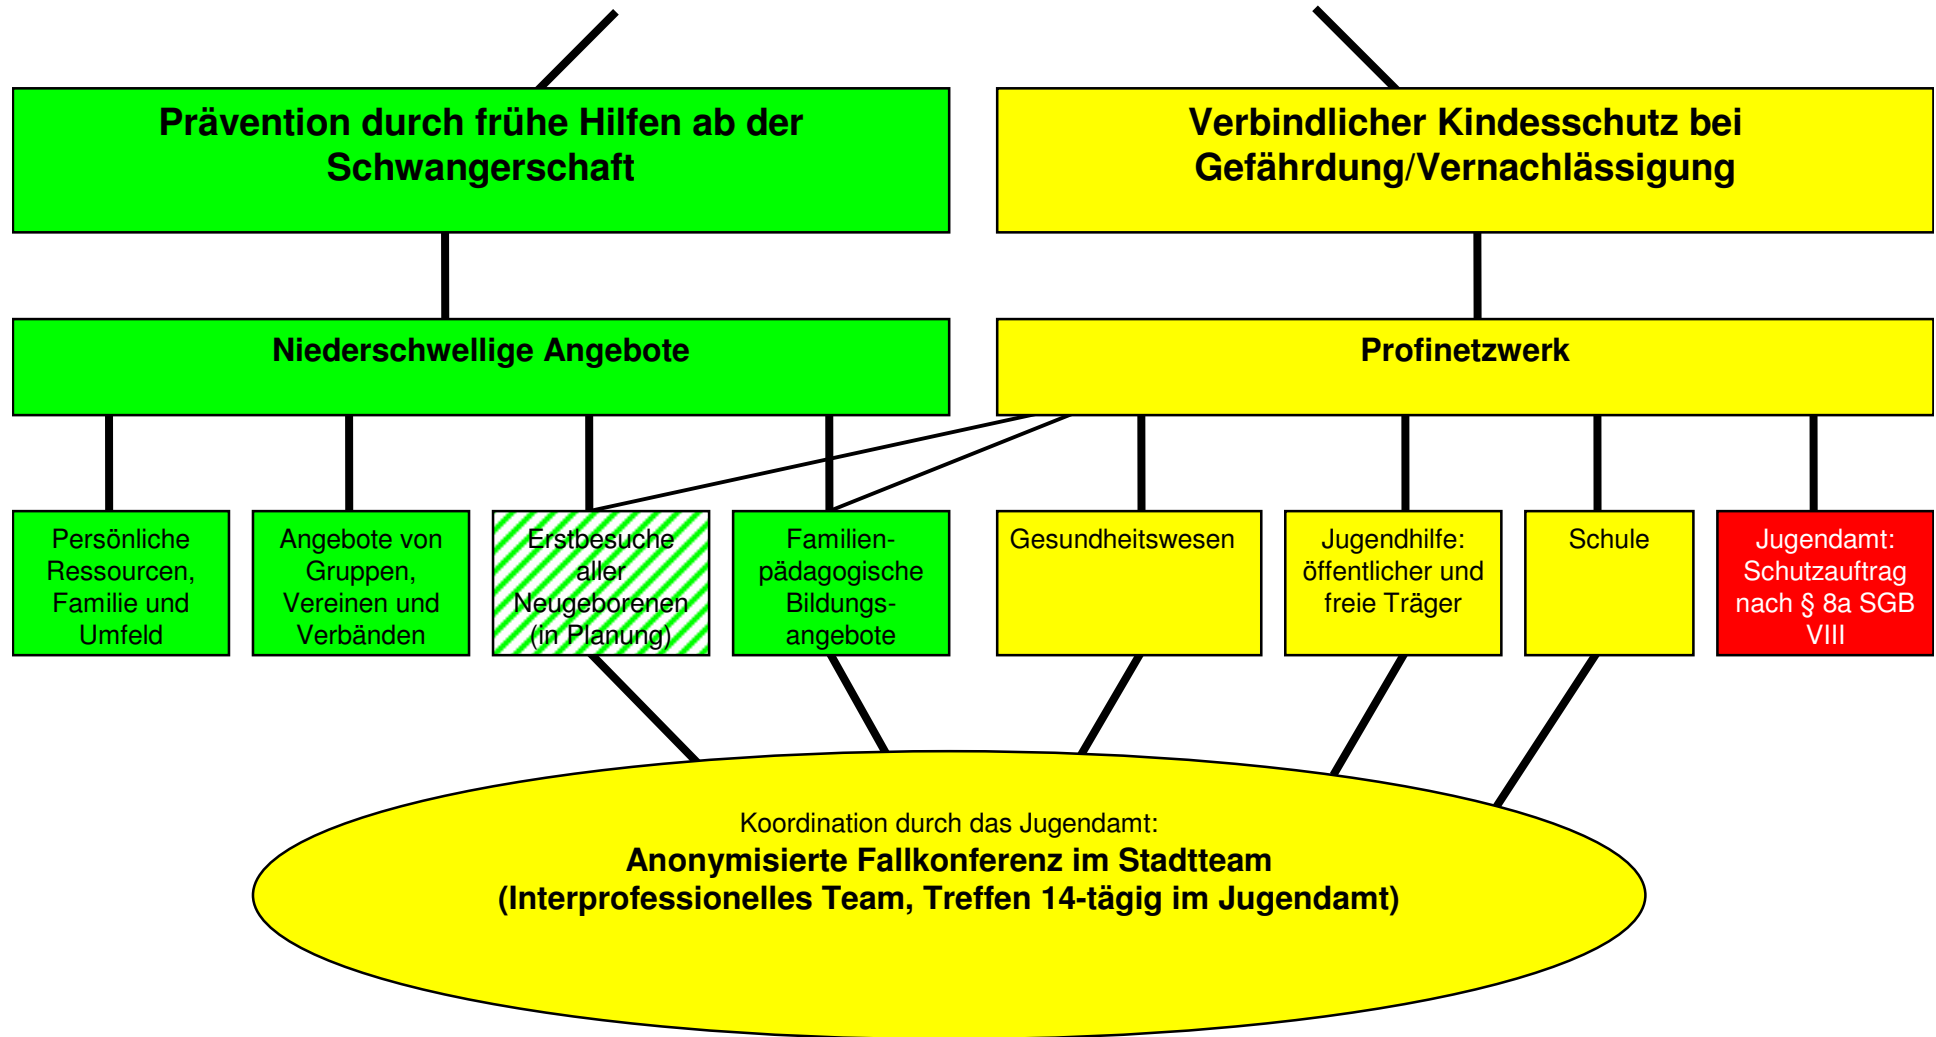 Prävention durch frühe Hilfen ab der
Schwangerschaft
Verbindlicher Kindesschutz bei
Gefährdung/Vernachlässigung
Niederschwellige Angebote
Profinetzwerk
Persönliche
Ressourcen,
Familie und
Umfeld
Angebote von
Gruppen,
Vereinen und
Verbänden
Erstbesuche
aller
Neugeborenen
(in Planung)
Familien-
pädagogische
Bildungs-
angebote
Gesundheitswesen
Jugendhilfe:
öffentlicher und
freie Träger
Schule
Jugendamt:
Schutzauftrag
nach § 8a SGB
VIII
Koordination durch das Jugendamt:
Anonymisierte Fallkonferenz im Stadtteam
(Interprofessionelles Team, Treffen 14-tägig im Jugendamt)